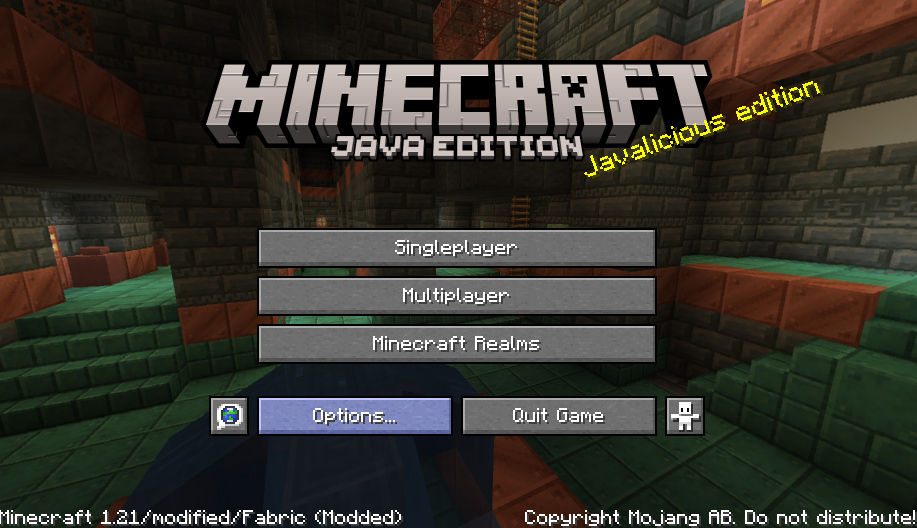 MINECRAFT
JAVA EDITION
Javalicious edition
Singleplayer
Multiplayer
Minecraft Realms
Options...
Quit Game
Minecraft 1.21/modified/Fabric (Modded)
Copyright Mojang AB. Do not distribute!